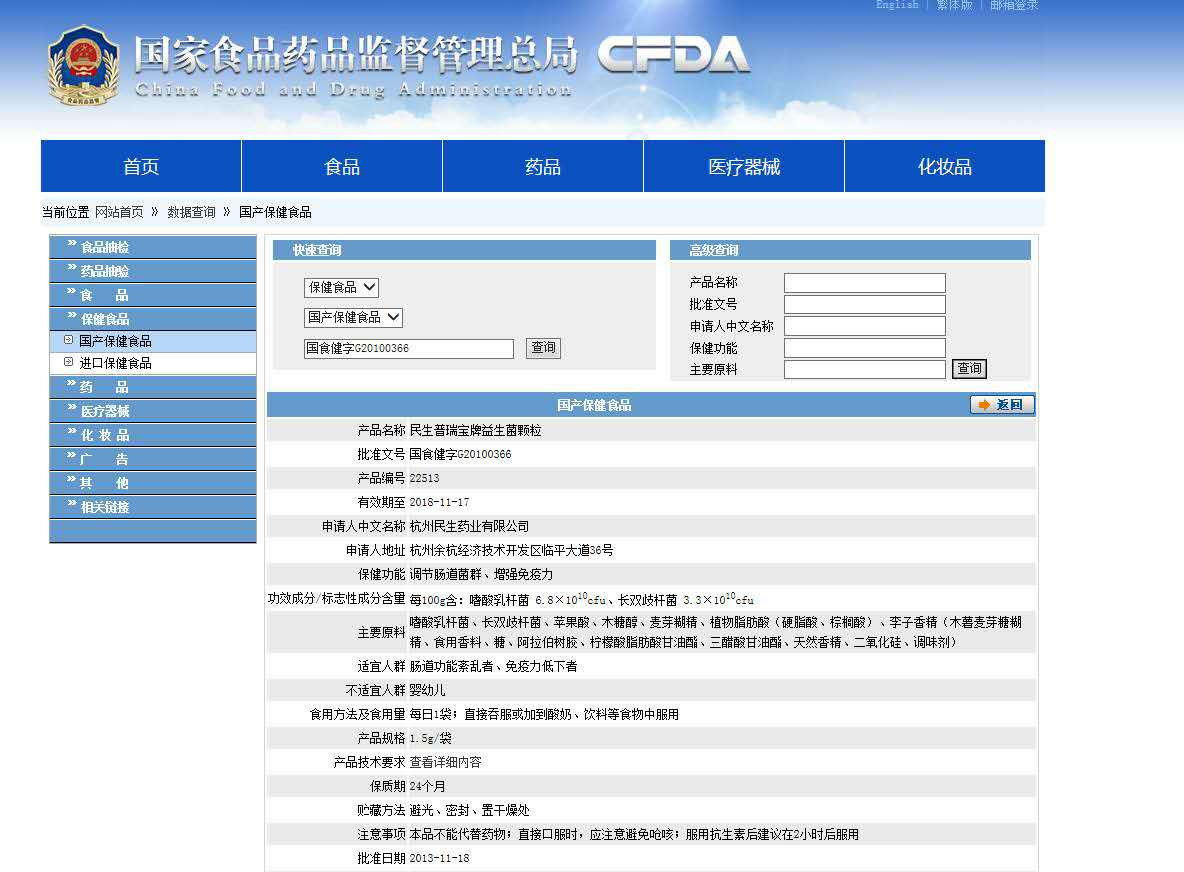 English | 繁体版 | 邮箱登录
国家食品药品监督管理总局 CFDA
China Food and Drug Administration
食品药品监督
首页 食品 药品 医疗器械 化妆品
当前位置 网站首页 》 数据查询 》 国产保健食品
» 食品抽检
» 药品抽验
» 食 品
» 保健食品
国产保健食品
进口保健食品
» 药 品
» 医疗器械
» 化 妆 品
» 广 告
» 其 他
» 相关链接
快速查询
保健食品
国产保健食品
国食健字G20100366 查询
高级查询
产品名称
批准文号
申请人中文名称
保健功能
主要原料 查询
国产保健食品 返回
产品名称 民生普瑞宝牌益生菌颗粒
批准文号 国食健字G20100366
产品编号 22513
有效期至 2018-11-17
申请人中文名称 杭州民生药业有限公司
申请人地址 杭州余杭经济技术开发区临平大道36号
保健功能 调节肠道菌群、增强免疫力
功效成分/标志性成分含量 每100g含：嗜酸乳杆菌 6.8×10¹⁰cfu、长双歧杆菌 3.3×10¹⁰cfu
主要原料 嗜酸乳杆菌、长双歧杆菌、苹果酸、木糖醇、麦芽糊精、植物脂肪酸（硬脂酸、棕榈酸）、李子香精（木薯麦芽糖糊
精、食用香料、糖、阿拉伯树胶、柠檬酸脂肪酸甘油酯、三醋酸甘油酯、天然香精、二氧化硅、调味剂）
适宜人群 肠道功能紊乱者、免疫力低下者
不适宜人群 婴幼儿
食用方法及食用量 每日1袋；直接吞服或加到酸奶、饮料等食物中服用
产品规格 1.5g/袋
产品技术要求 查看详细内容
保质期 24个月
贮藏方法 避光、密封、置干燥处
注意事项 本品不能代替药物；直接口服时，应注意避免呛咳；服用抗生素后建议在2小时后服用
批准日期 2013-11-18